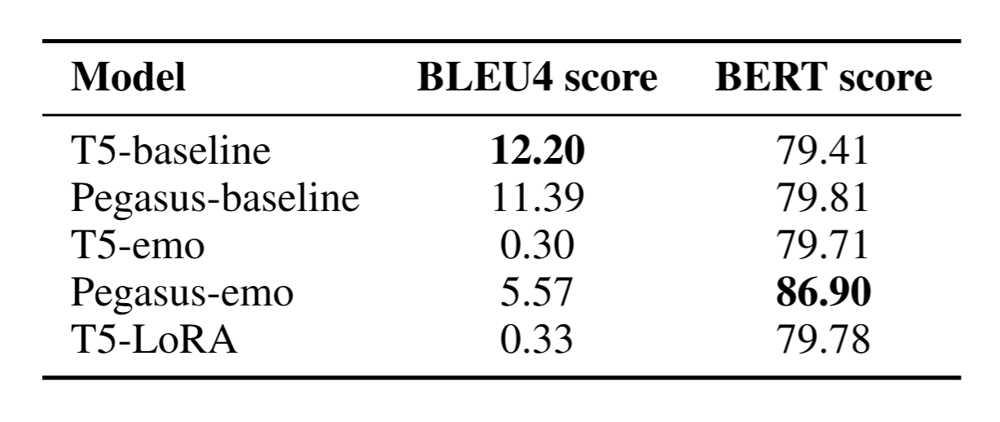 Model BLEU4 score BERT score
T5-baseline 12.20 79.41
Pegasus-baseline 11.39 79.81
T5-emo 0.30 79.71
Pegasus-emo 5.57 86.90
T5-LoRA 0.33 79.78